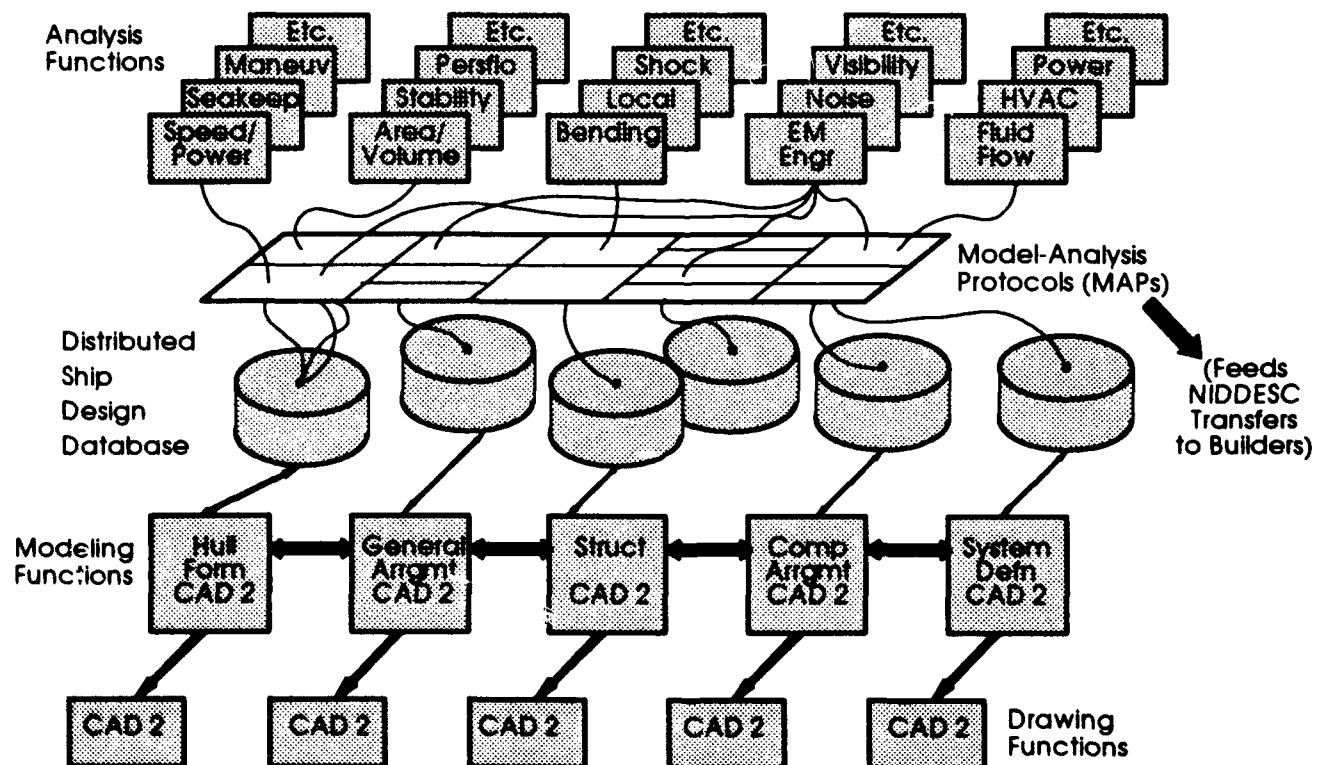 Analysis
Functions
Etc.
Maneuv
Seakeep
Speed/
Power
Etc.
Persflo
Stability
Area/
Volume
Etc.
Shock
Local
Bending
Etc.
Visibility
Noise
EM
Engr
Etc.
Power
HVAC
Fluid
Flow
Model-Analysis
Protocols (MAPs)
(Feeds
NIDDESC
Transfers
to Builders)
Distributed
Ship
Design
Database
Modeling
Functions
Hull
Form
CAD 2
General
Arrgmt
CAD 2
Struct
CAD 2
Comp
Arrgmt
CAD 2
System
Defn
CAD 2
CAD 2
CAD 2
CAD 2
CAD 2
CAD 2
Drawing
Functions